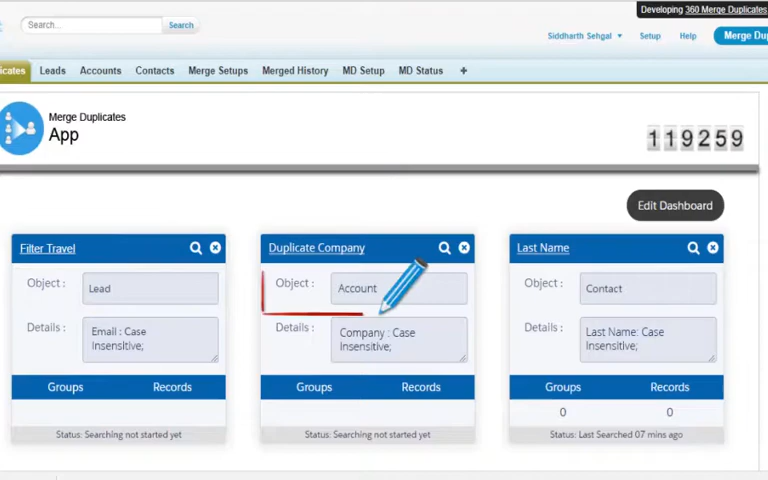 Developing 360 Merge Duplicates
Search... Search
Siddharth Sehgal Setup Help
Leads Accounts Contacts Merge Setups Merged History MD Setup MD Status +
Merge Duplicates
App
119259
Edit Dashboard
Filter Travel Duplicate Company Last Name
Object : Lead Object : Account Object : Contact
Details : Email : Case Details : Company : Case Details : Last Name: Case
Insensitive; Insensitive; Insensitive;
Groups Records Groups Records Groups Records
0 0
Status: Searching not started yet Status: Searching not started yet Status: Last Searched 07 mins ago